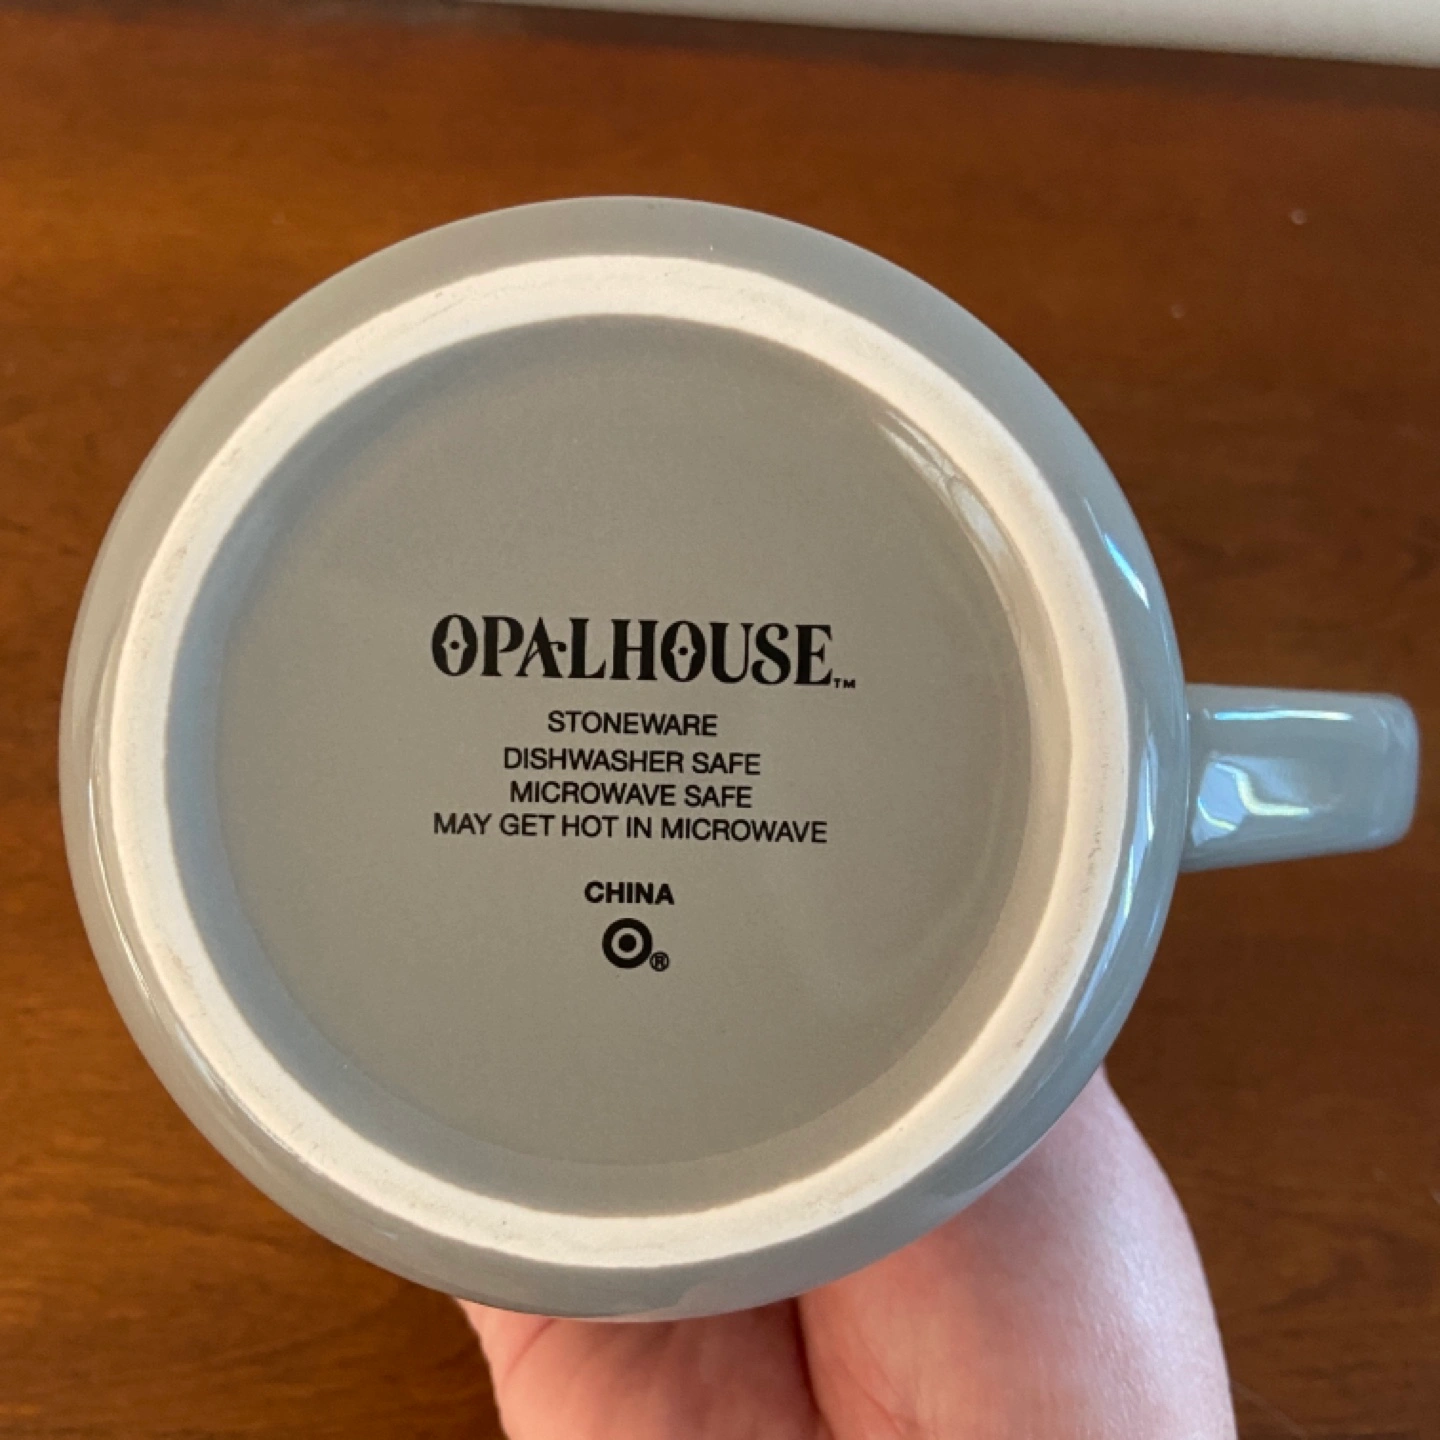 OPALHOUSE™
STONEWARE
DISHWASHER SAFE
MICROWAVE SAFE
MAY GET HOT IN MICROWAVE
CHINA
®